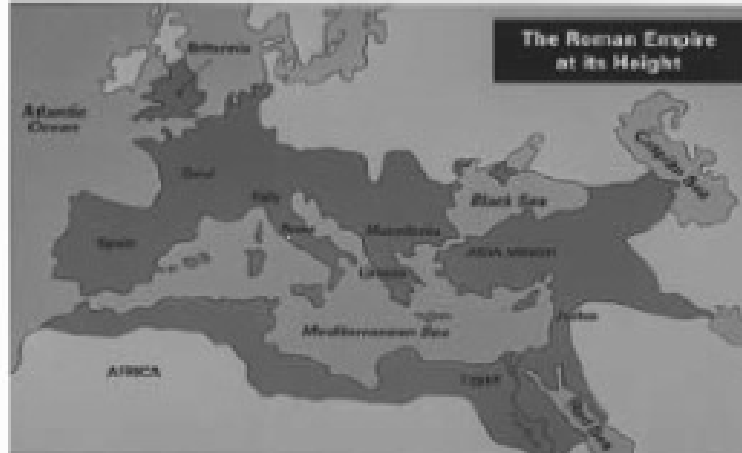 The Roman Empire
at its Height
Britannia
Atlantic
Ocean
Caspian Sea
Gaul
Black Sea
Italy
Rome
Macedonia
Spain
ASIA MINOR
Greece
Mediterranean Sea
AFRICA
Egypt
Red Sea